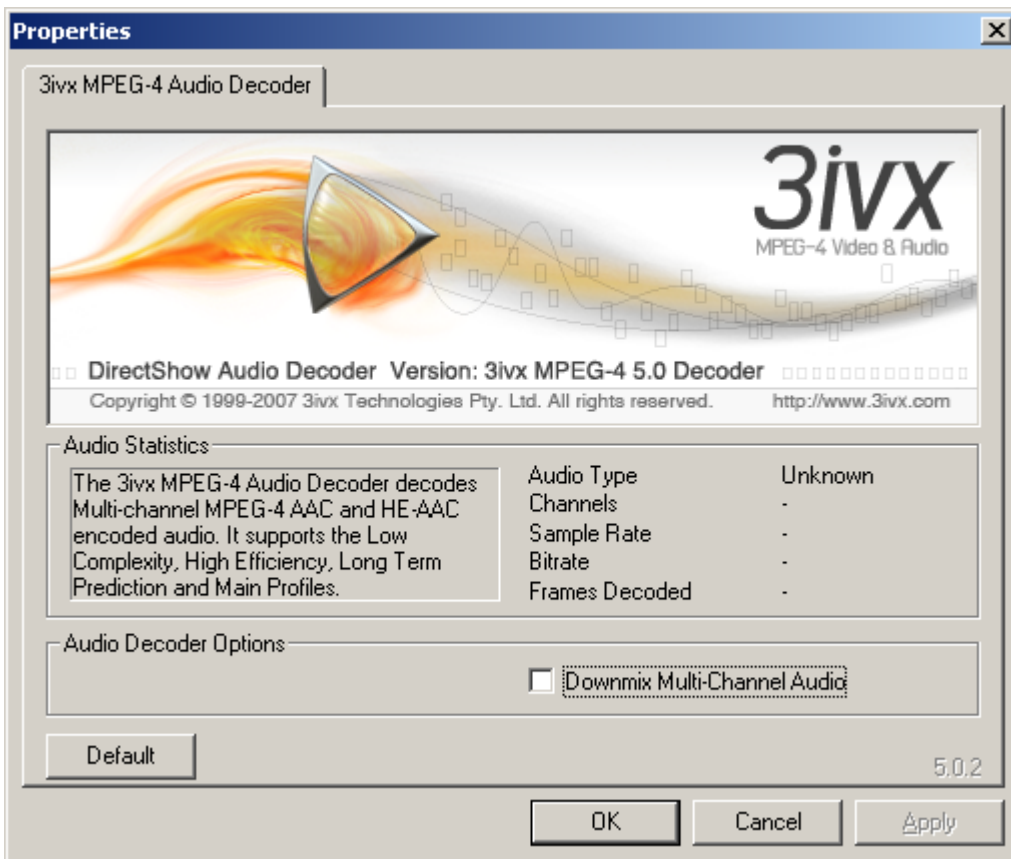 Properties
3ivx MPEG-4 Audio Decoder
3ivx
MPEG-4 Video & Audio
DirectShow Audio Decoder Version: 3ivx MPEG-4 5.0 Decoder
Copyright © 1999-2007 3ivx Technologies Pty. Ltd. All rights reserved. http://www.3ivx.com
Audio Statistics
The 3ivx MPEG-4 Audio Decoder decodes
Multi-channel MPEG-4 AAC and HE-AAC
encoded audio. It supports the Low
Complexity, High Efficiency, Long Term
Prediction and Main Profiles.
Audio Type Unknown
Channels -
Sample Rate -
Bitrate -
Frames Decoded -
Audio Decoder Options
Downmix Multi-Channel Audio
Default
5.0.2
OK Cancel Apply